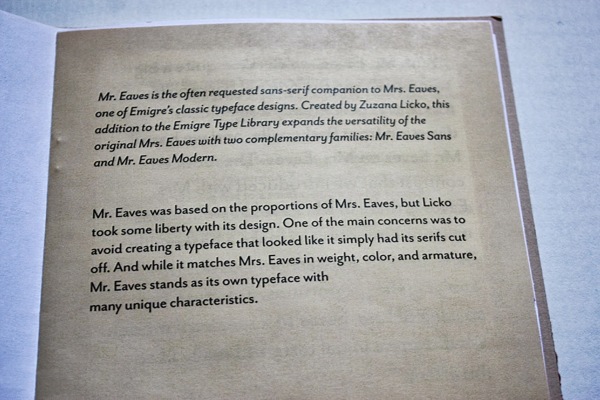 Mr. Eaves is the often requested sans-serif companion to Mrs. Eaves,
one of Emigre's classic typeface designs. Created by Zuzana Licko, this
addition to the Emigre Type Library expands the versatility of the
original Mrs. Eaves with two complementary families: Mr. Eaves Sans
and Mr. Eaves Modern.
Mr. Eaves was based on the proportions of Mrs. Eaves, but Licko
took some liberty with its design. One of the main concerns was to
avoid creating a typeface that looked like it simply had its serifs cut
off. And while it matches Mrs. Eaves in weight, color, and armature,
Mr. Eaves stands as its own typeface with
many unique characteristics.